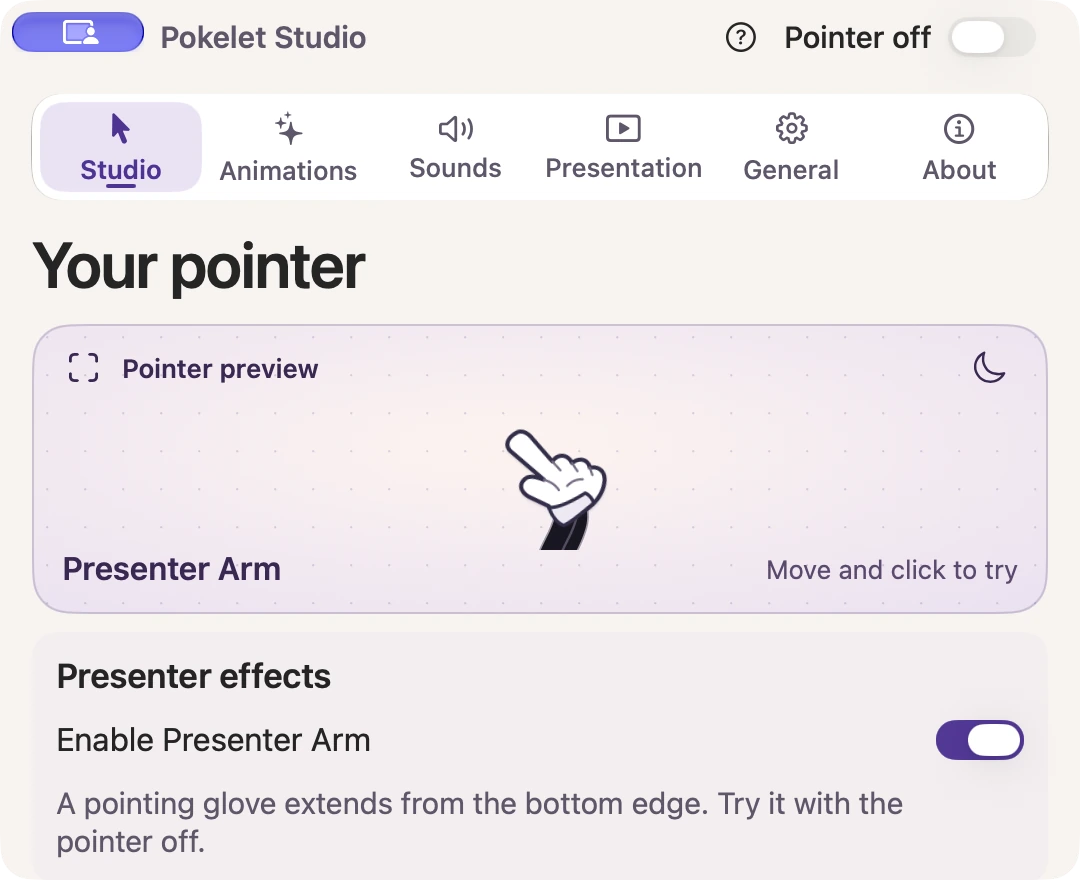 Pokelet Studio
Pointer off
Studio
Animations
Sounds
Presentation
General
About
Your pointer
Pointer preview
Presenter Arm
Move and click to try
Presenter effects
Enable Presenter Arm
A pointing glove extends from the bottom edge. Try it with the
pointer off.